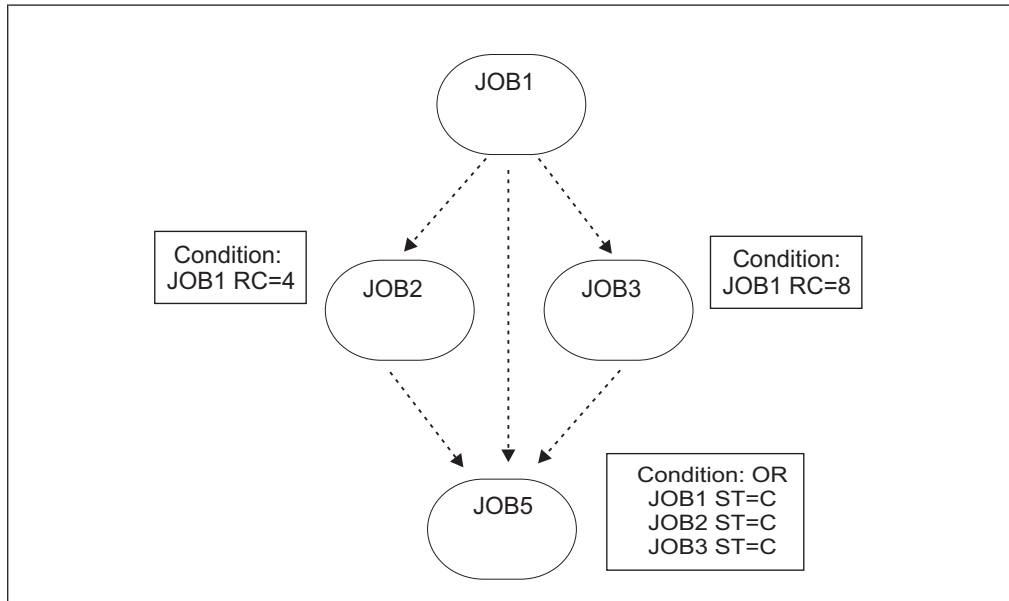 JOB1
Condition:
JOB1 RC=4
JOB2
JOB3
Condition:
JOB1 RC=8
JOB5
Condition: OR
JOB1 ST=C
JOB2 ST=C
JOB3 ST=C